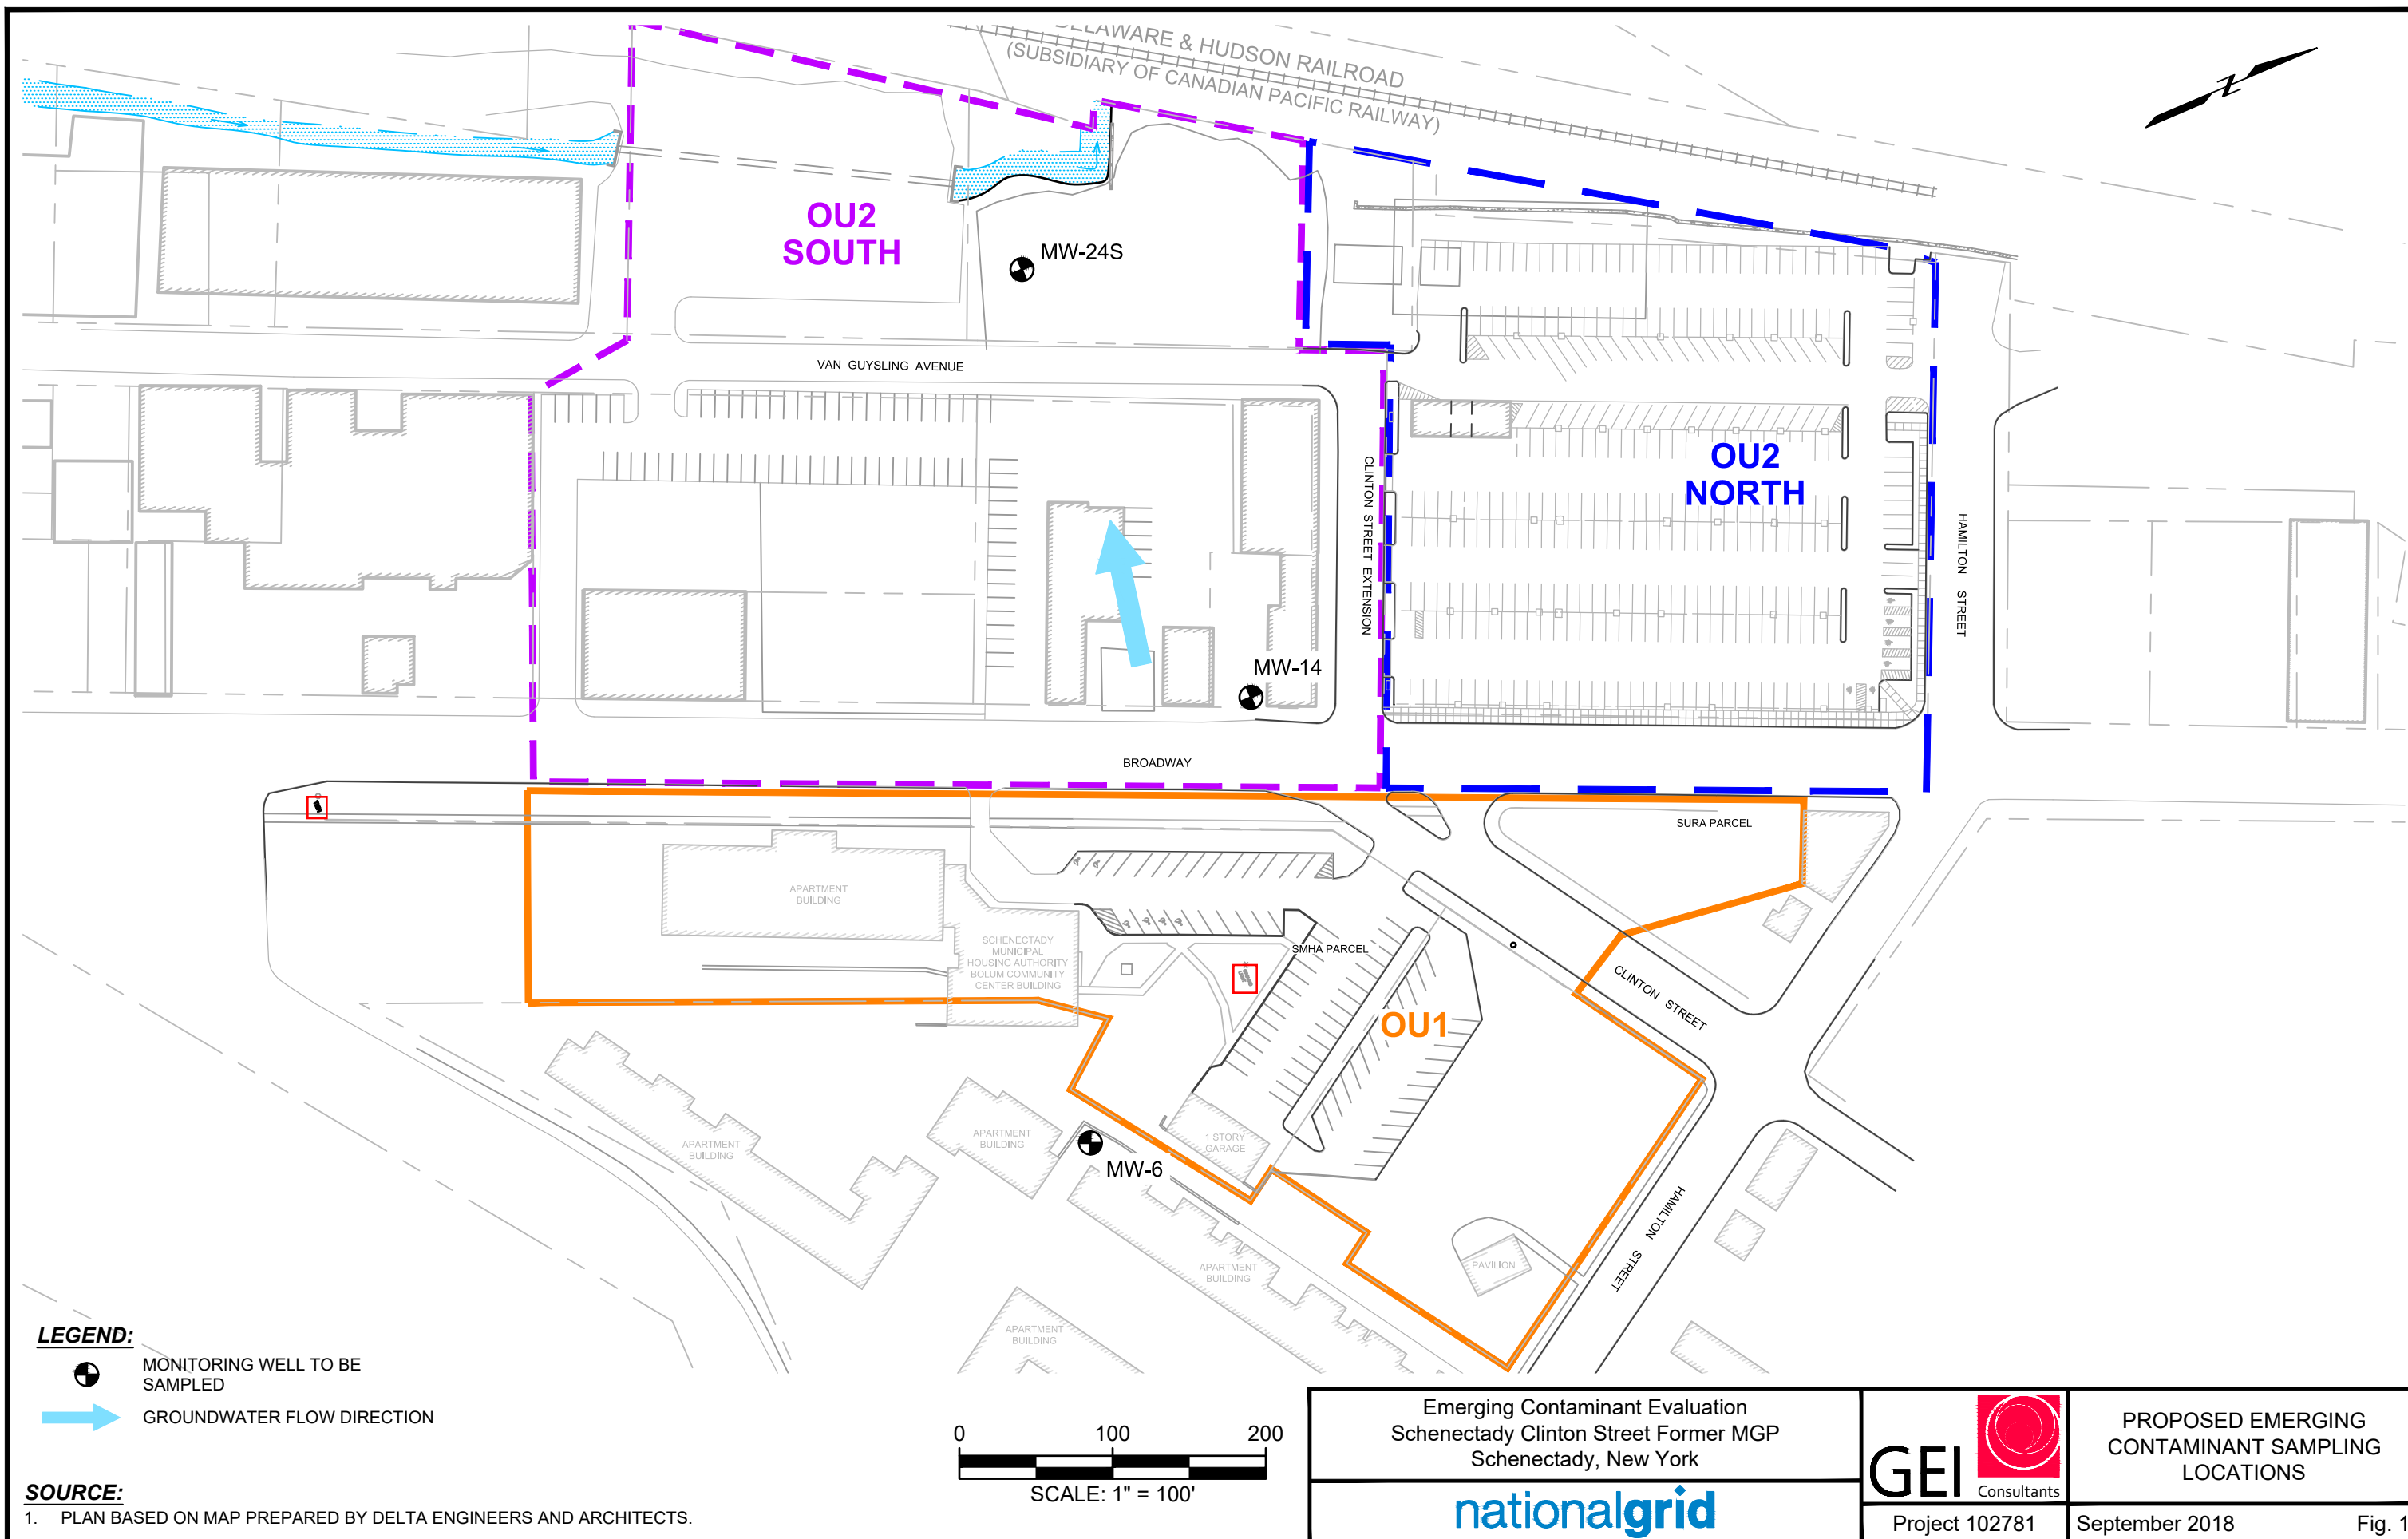 DELAWARE & HUDSON RAILROAD
(SUBSIDIARY OF CANADIAN PACIFIC RAILWAY)
N
OU2
SOUTH
MW-24S
VAN GUYSLING AVENUE
OU2
NORTH
CLINTON STREET EXTENSION
HAMILTON STREET
MW-14
BROADWAY
SURA PARCEL
APARTMENT
BUILDING
SCHENECTADY
MUNICIPAL
HOUSING AUTHORITY
BOLUM COMMUNITY
CENTER BUILDING
SMHA PARCEL
CLINTON STREET
OU1
APARTMENT
BUILDING
APARTMENT
BUILDING
1 STORY
GARAGE
MW-6
HAMILTON STREET
APARTMENT
BUILDING
PAVILION
APARTMENT
BUILDING
LEGEND:
MONITORING WELL TO BE
SAMPLED
GROUNDWATER FLOW DIRECTION
SOURCE:
1. PLAN BASED ON MAP PREPARED BY DELTA ENGINEERS AND ARCHITECTS.
0 100 200
SCALE: 1" = 100'
Emerging Contaminant Evaluation
Schenectady Clinton Street Former MGP
Schenectady, New York
nationalgrid
GEI
Consultants
Project 102781
PROPOSED EMERGING
CONTAMINANT SAMPLING
LOCATIONS
September 2018
Fig. 1